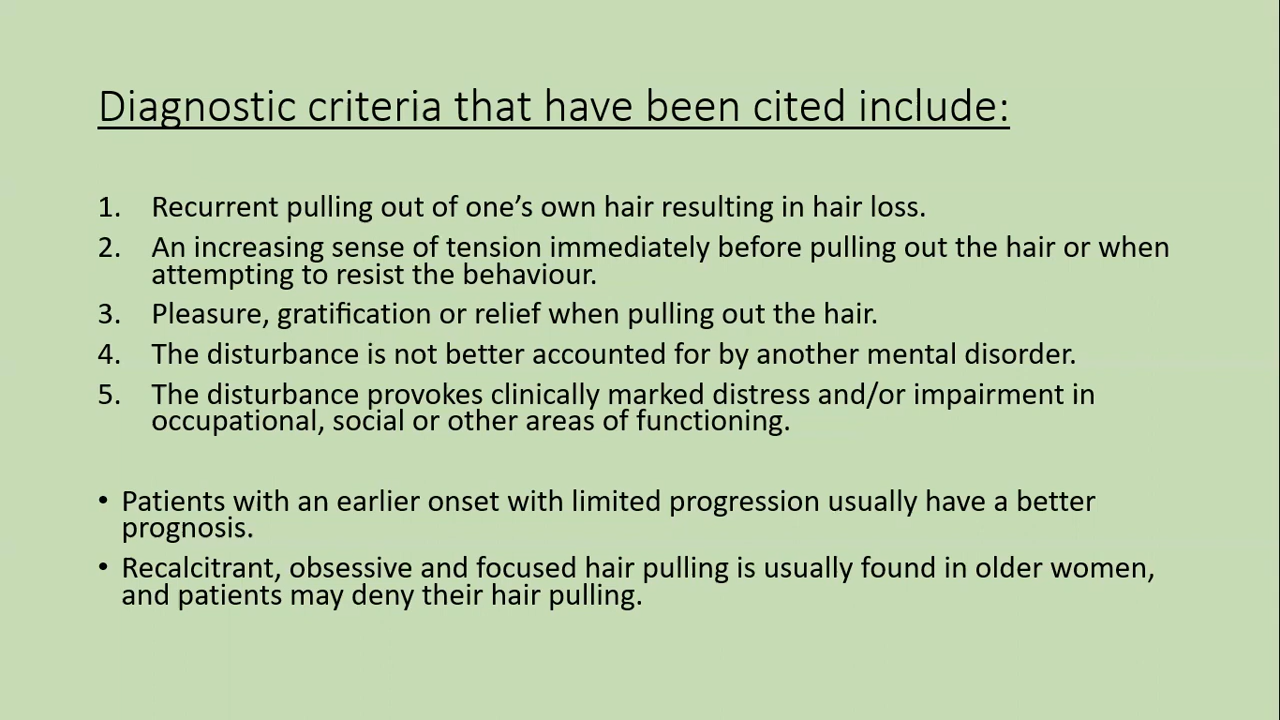 Diagnostic criteria that have been cited include:
1. Recurrent pulling out of one’s own hair resulting in hair loss.
2. An increasing sense of tension immediately before pulling out the hair or when
attempting to resist the behaviour.
3. Pleasure, gratification or relief when pulling out the hair.
4. The disturbance is not better accounted for by another mental disorder.
5. The disturbance provokes clinically marked distress and/or impairment in
occupational, social or other areas of functioning.
• Patients with an earlier onset with limited progression usually have a better
prognosis.
• Recalcitrant, obsessive and focused hair pulling is usually found in older women,
and patients may deny their hair pulling.